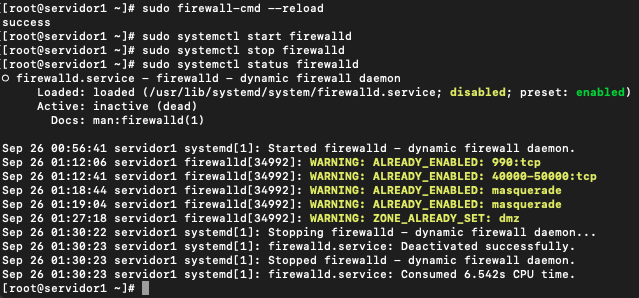 [root@servidor1 ~]# sudo firewall-cmd --reload
success
[root@servidor1 ~]# sudo systemctl start firewalld
[root@servidor1 ~]# sudo systemctl stop firewalld
[root@servidor1 ~]# sudo systemctl status firewalld
○ firewalld.service - firewalld - dynamic firewall daemon
Loaded: loaded (/usr/lib/systemd/system/firewalld.service; disabled; preset: enabled)
Active: inactive (dead)
Docs: man:firewalld(1)
Sep 26 00:56:41 servidor1 systemd[1]: Started firewalld - dynamic firewall daemon.
Sep 26 01:12:06 servidor1 firewalld[34992]: WARNING: ALREADY_ENABLED: 990:tcp
Sep 26 01:12:41 servidor1 firewalld[34992]: WARNING: ALREADY_ENABLED: 40000-50000:tcp
Sep 26 01:18:44 servidor1 firewalld[34992]: WARNING: ALREADY_ENABLED: masquerade
Sep 26 01:19:04 servidor1 firewalld[34992]: WARNING: ALREADY_ENABLED: masquerade
Sep 26 01:27:18 servidor1 firewalld[34992]: WARNING: ZONE_ALREADY_SET: dmz
Sep 26 01:30:22 servidor1 systemd[1]: Stopping firewalld - dynamic firewall daemon...
Sep 26 01:30:23 servidor1 systemd[1]: firewalld.service: Deactivated successfully.
Sep 26 01:30:23 servidor1 systemd[1]: Stopped firewalld - dynamic firewall daemon.
Sep 26 01:30:23 servidor1 systemd[1]: firewalld.service: Consumed 6.542s CPU time.
[root@servidor1 ~]#